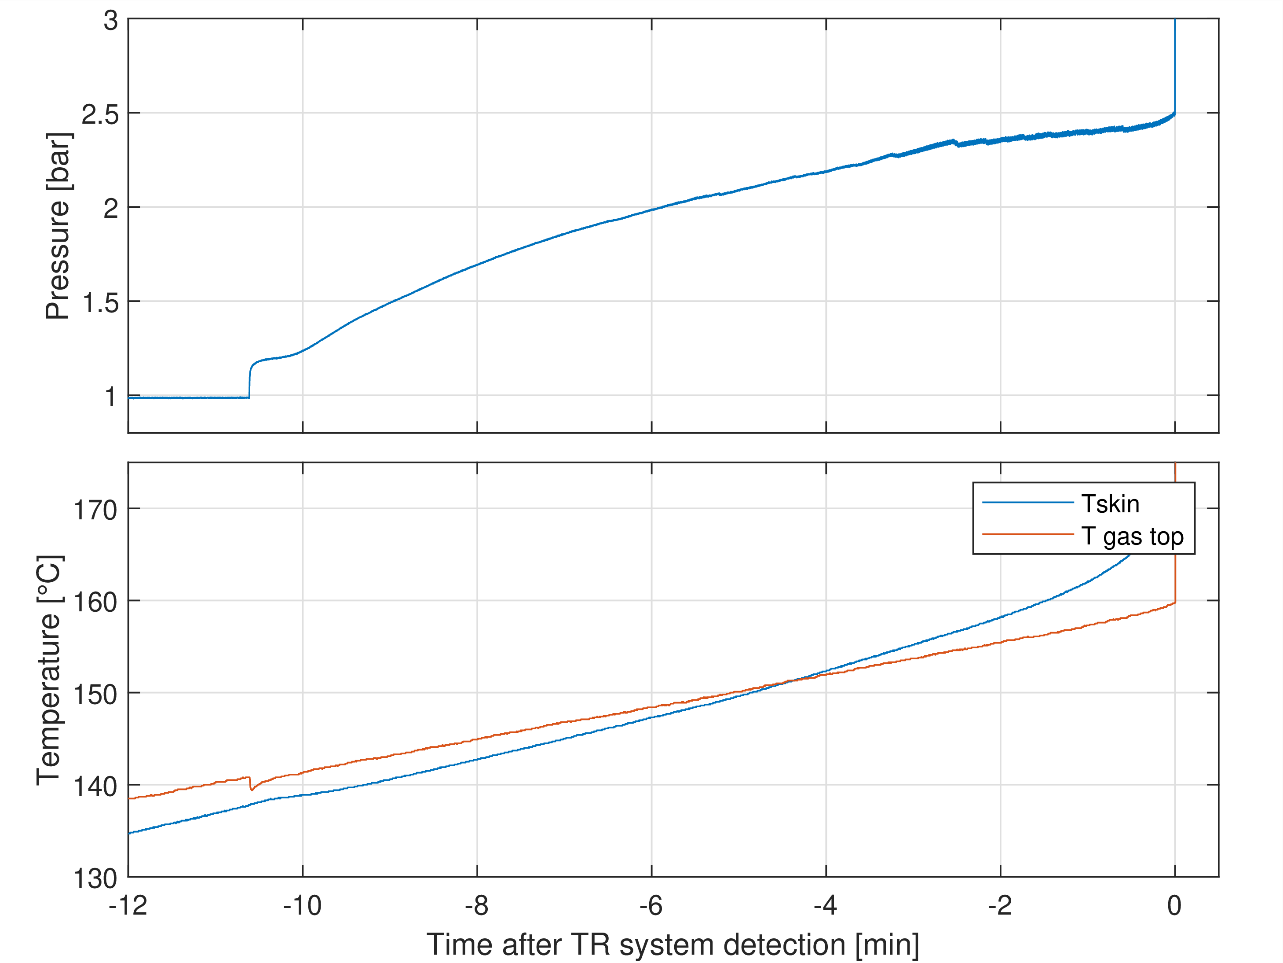 3
2.5
2
1.5
1
Pressure [bar]
170
160
150
140
130
Temperature [°C]
Tskin
T gas top
-12 -10 -8 -6 -4 -2 0
Time after TR system detection [min]